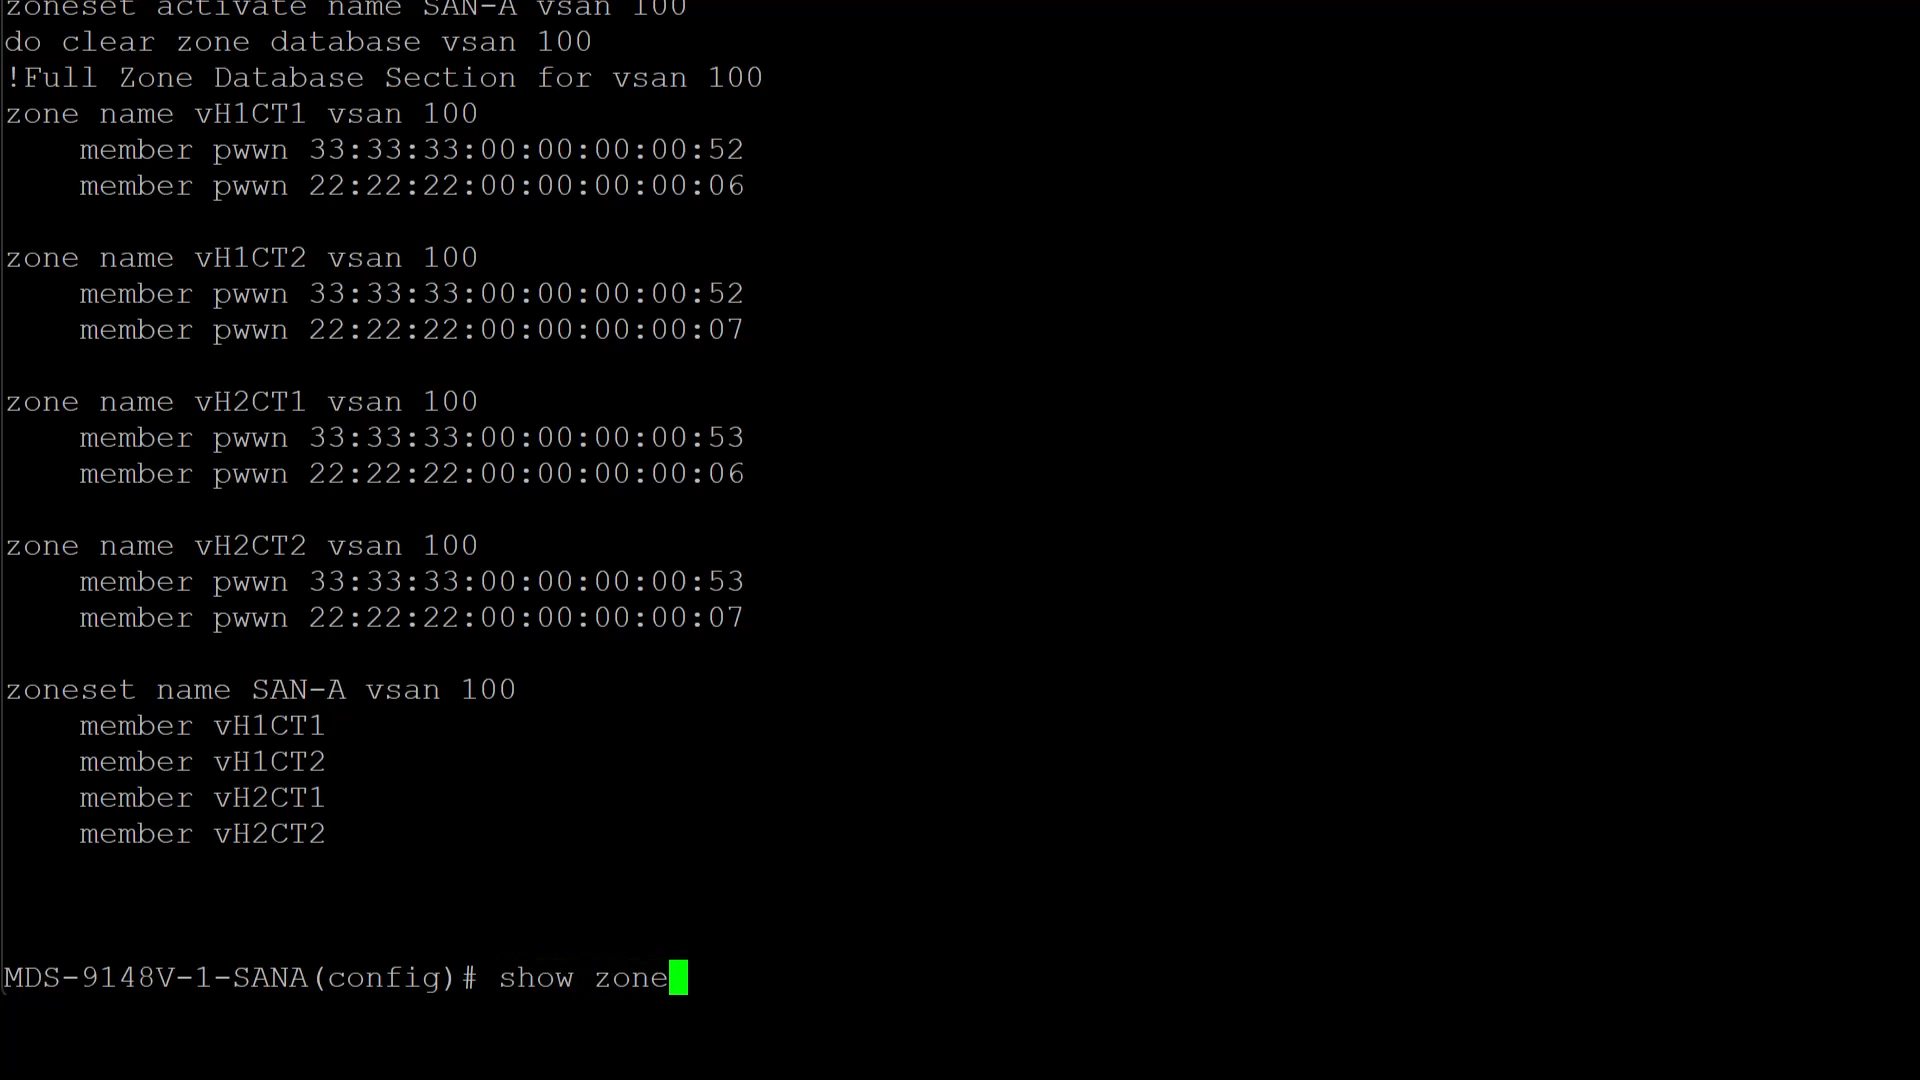 zoneset activate name SAN-A vsan 100
do clear zone database vsan 100
!Full Zone Database Section for vsan 100
zone name vH1CT1 vsan 100
    member pwwn 33:33:33:00:00:00:00:52
    member pwwn 22:22:22:00:00:00:00:06
zone name vH1CT2 vsan 100
    member pwwn 33:33:33:00:00:00:00:52
    member pwwn 22:22:22:00:00:00:00:07
zone name vH2CT1 vsan 100
    member pwwn 33:33:33:00:00:00:00:53
    member pwwn 22:22:22:00:00:00:00:06
zone name vH2CT2 vsan 100
    member pwwn 33:33:33:00:00:00:00:53
    member pwwn 22:22:22:00:00:00:00:07
zoneset name SAN-A vsan 100
    member vH1CT1
    member vH1CT2
    member vH2CT1
    member vH2CT2
MDS-9148V-1-SANA(config)# show zone